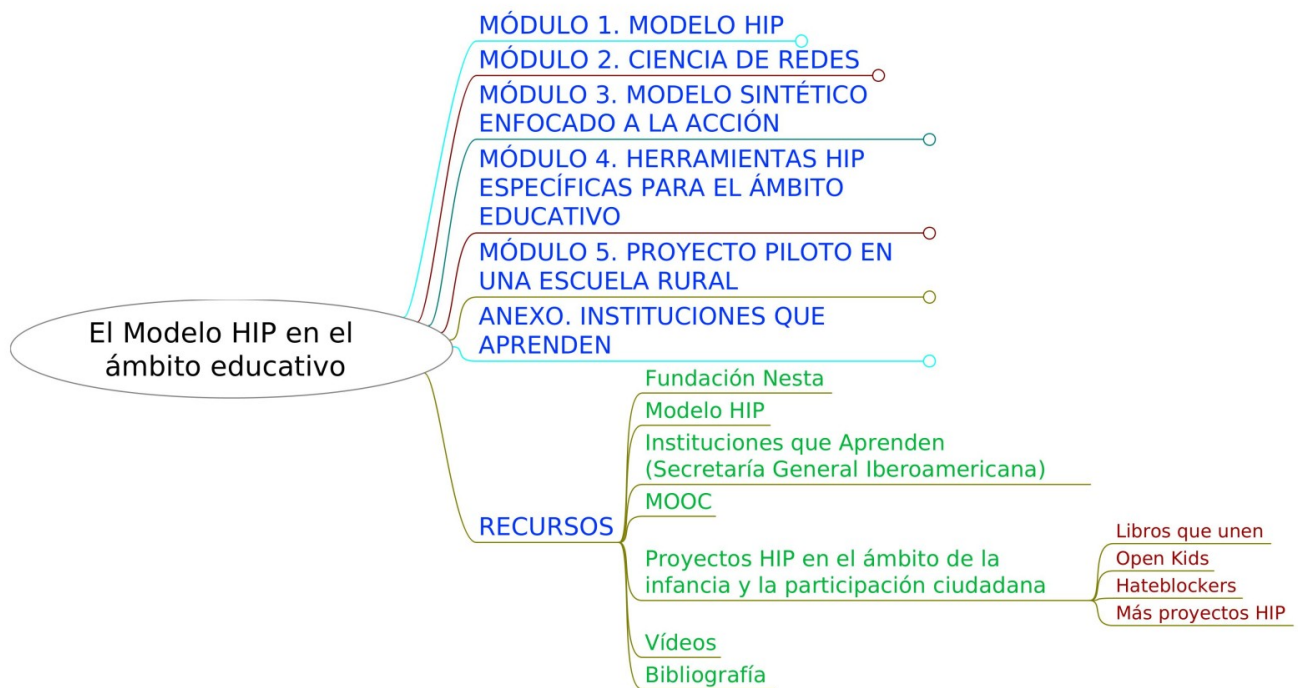 El Modelo HIP en el
ámbito educativo
MÓDULO 1. MODELO HIP
MÓDULO 2. CIENCIA DE REDES
MÓDULO 3. MODELO SINTÉTICO
ENFOCADO A LA ACCIÓN
MÓDULO 4. HERRAMIENTAS HIP
ESPECÍFICAS PARA EL ÁMBITO
EDUCATIVO
MÓDULO 5. PROYECTO PILOTO EN
UNA ESCUELA RURAL
ANEXO. INSTITUCIONES QUE
APRENDEN
RECURSOS
Fundación Nesta
Modelo HIP
Instituciones que Aprenden
(Secretaría General Iberoamericana)
MOOC
Proyectos HIP en el ámbito de la
infancia y la participación ciudadana
Libros que unen
Open Kids
Hateblockers
Más proyectos HIP
Vídeos
Bibliografía